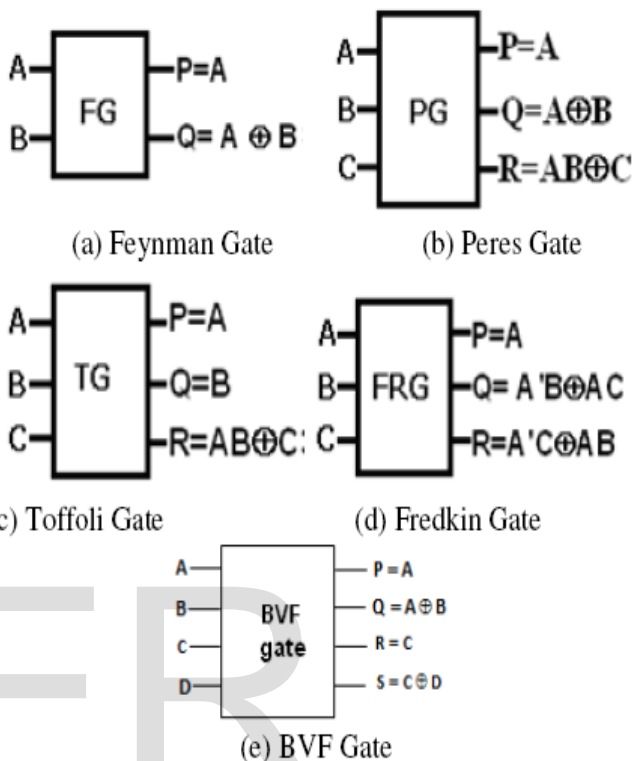 A
B
FG
P=A
Q= A ⊕ B
(a) Feynman Gate
A
B
C
PG
P=A
Q=A⊕B
R=AB⊕C
(b) Peres Gate
A
B
C
TG
P=A
Q=B
R=AB⊕C
c) Toffoli Gate
A
B
C
FRG
P=A
Q= A'B⊕AC
R=A'C⊕AB
(d) Fredkin Gate
A
B
C
D
BVF
gate
P = A
Q = A⊕B
R = C
S = C⊕D
(e) BVF Gate